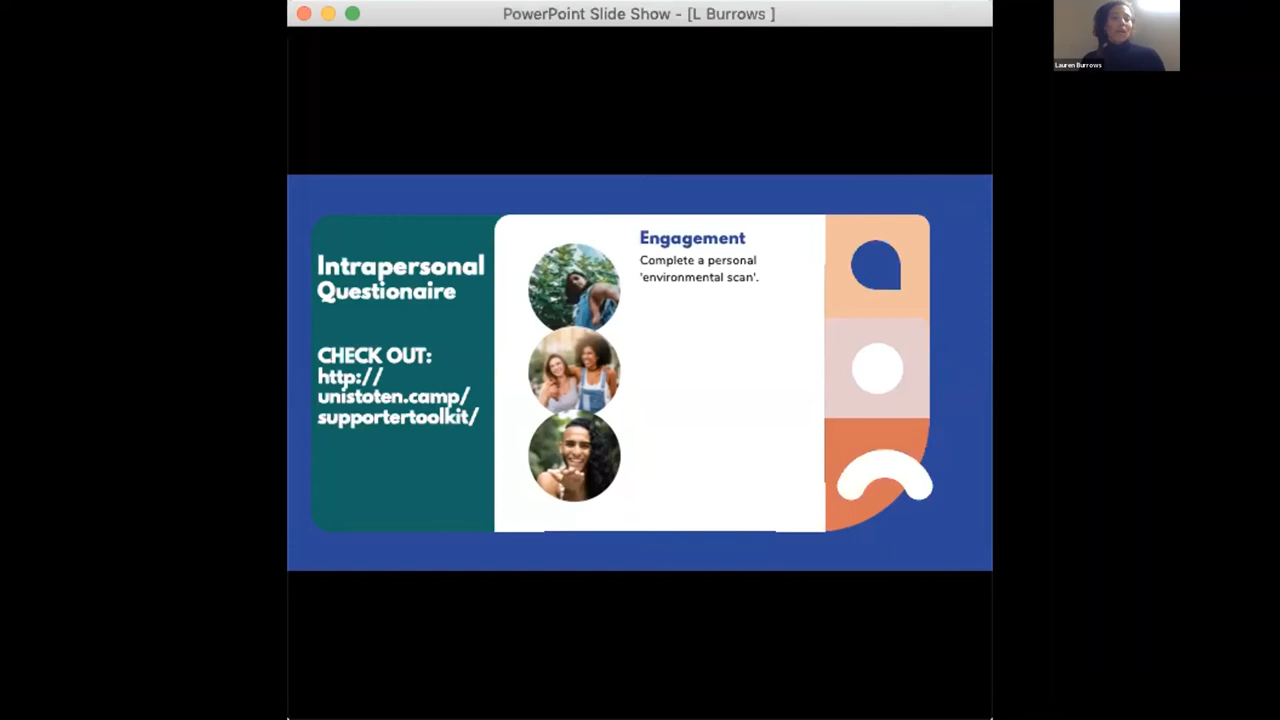 PowerPoint Slide Show - [L Burrows ]
Lauren Burrows
Intrapersonal
Questionaire
CHECK OUT:
http://
unistoten.camp/
supportertoolkit/
Engagement
Complete a personal
'environmental scan'.